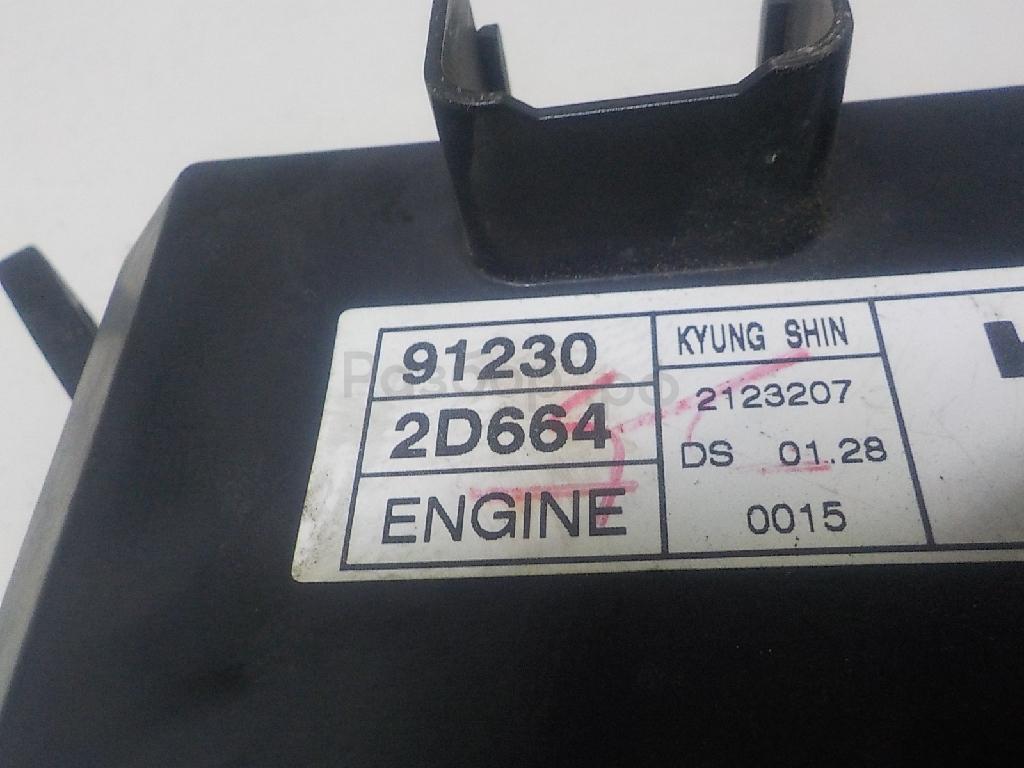 91230
2D664
ENGINE
KYUNG SHIN
2123207
DS 01.28
0015